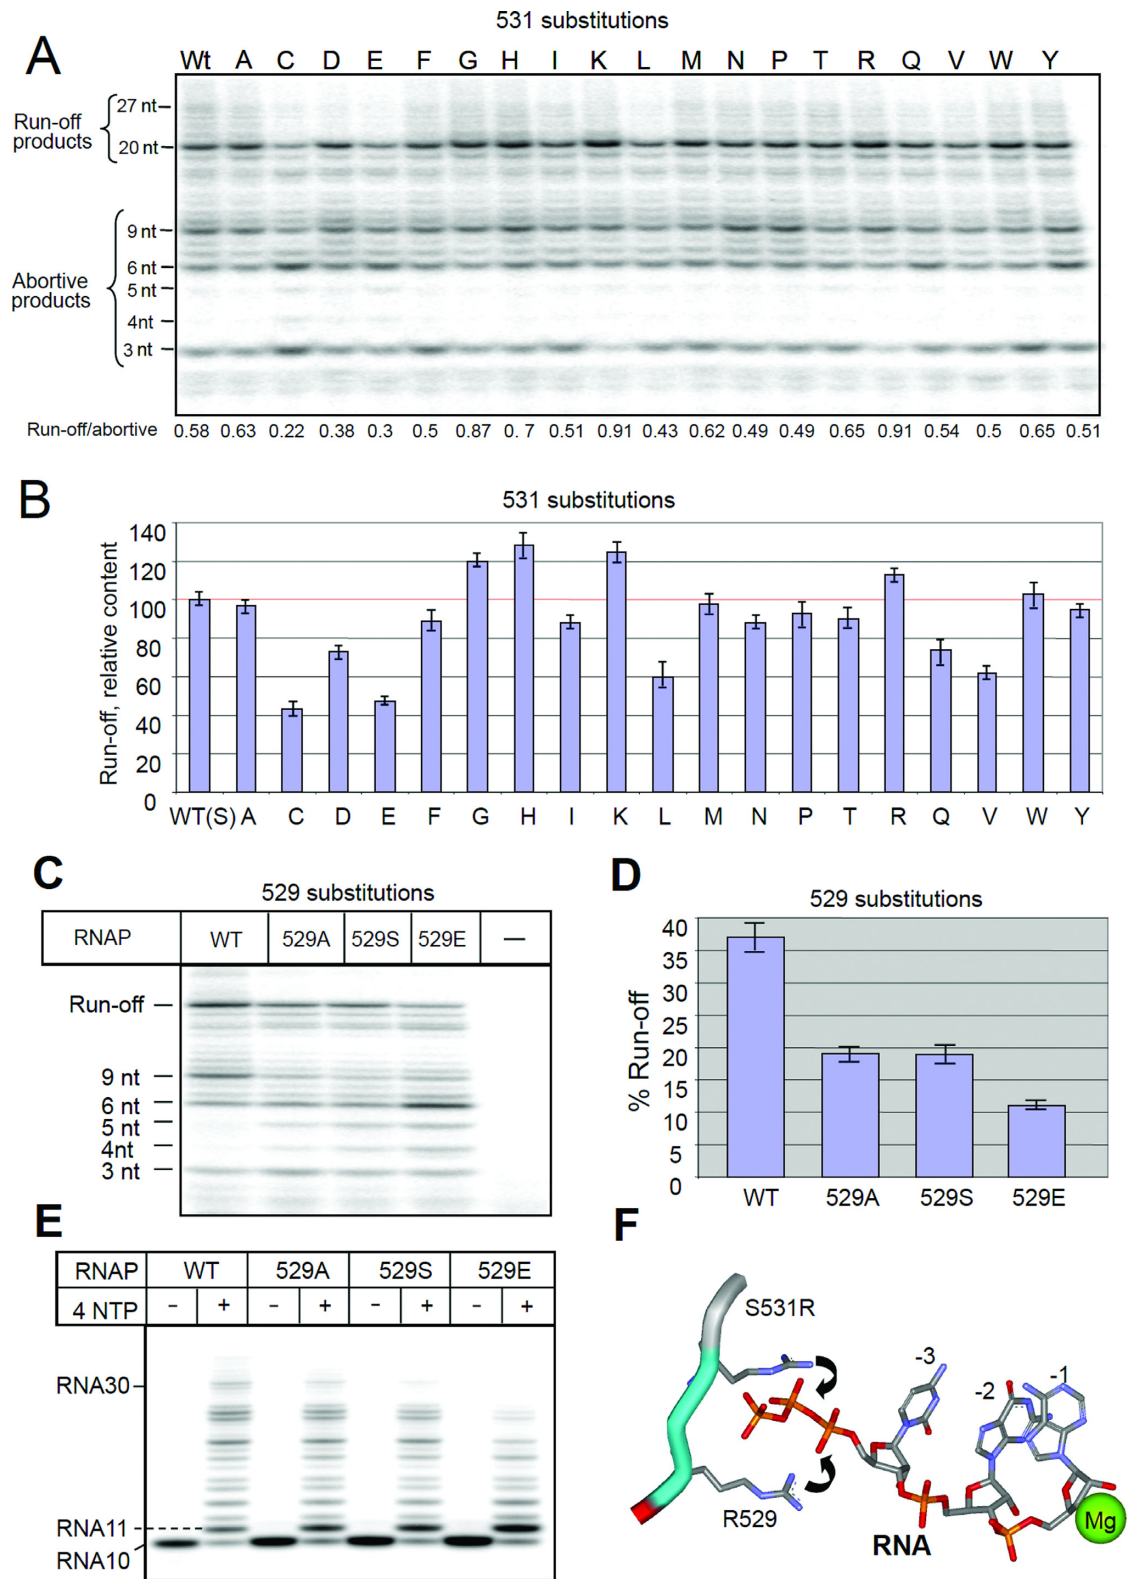 A
531 substitutions
Wt A C D E F G H I K L M N P T R Q V W Y
Run-off products
27 nt
20 nt
Abortive products
9 nt
6 nt
5 nt
4nt
3 nt
Run-off/abortive 0.58 0.63 0.22 0.38 0.3 0.5 0.87 0. 7 0.51 0.91 0.43 0.62 0.49 0.49 0.65 0.91 0.54 0.5 0.65 0.51
B
531 substitutions
Run-off, relative content
140
120
100
80
60
40
20
0
WT(S) A C D E F G H I K L M N P T R Q V W Y
C
529 substitutions
RNAP WT 529A 529S 529E —
Run-off
9 nt
6 nt
5 nt
4nt
3 nt
D
529 substitutions
% Run-off
40
35
30
25
20
15
10
5
0
WT 529A 529S 529E
E
RNAP WT 529A 529S 529E
4 NTP - + - + - + - +
RNA30
RNA11
RNA10
F
S531R
-3
-2
-1
R529
RNA
Mg